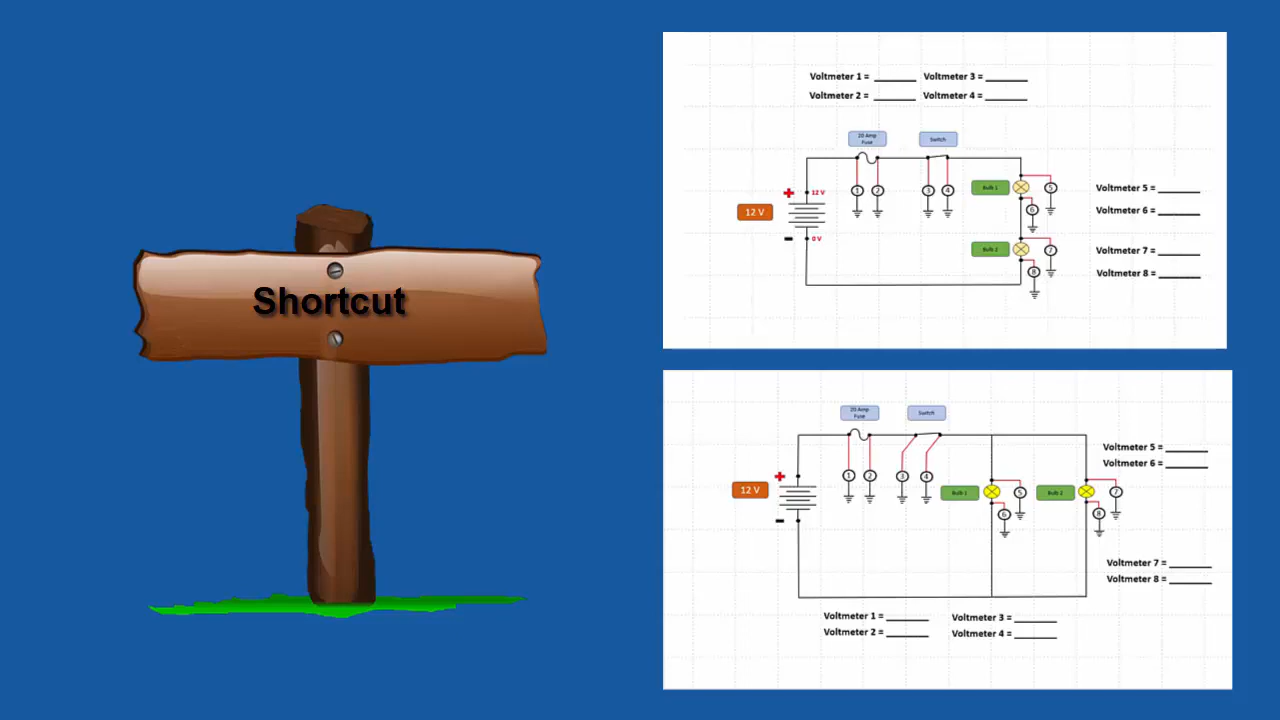 Shortcut
Voltmeter 1 = ______ Voltmeter 3 = ______
Voltmeter 2 = ______ Voltmeter 4 = ______
20 Amp
Fuse
Switch
+ 12 V
12 V
- 0 V
1 2 3 4
Bulb 1
5
6
Bulb 2
7
8
Voltmeter 5 = ______
Voltmeter 6 = ______
Voltmeter 7 = ______
Voltmeter 8 = ______
20 Amp
Fuse
Switch
+
12 V
-
1 2 3 4
Bulb 1
5
6
Bulb 2
7
8
Voltmeter 5 = ______
Voltmeter 6 = ______
Voltmeter 7 = ______
Voltmeter 8 = ______
Voltmeter 1 = ______ Voltmeter 3 = ______
Voltmeter 2 = ______ Voltmeter 4 = ______